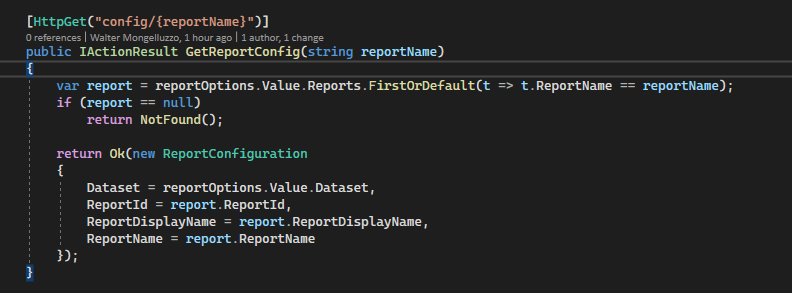 [HttpGet("config/{reportName}")]
0 references | Walter Mongelluzzo, 1 hour ago | 1 author, 1 change
public IActionResult GetReportConfig(string reportName)
{
    var report = reportOptions.Value.Reports.FirstOrDefault(t => t.ReportName == reportName);
    if (report == null)
        return NotFound();

    return Ok(new ReportConfiguration
    {
        Dataset = reportOptions.Value.Dataset,
        ReportId = report.ReportId,
        ReportDisplayName = report.ReportDisplayName,
        ReportName = report.ReportName
    });
}